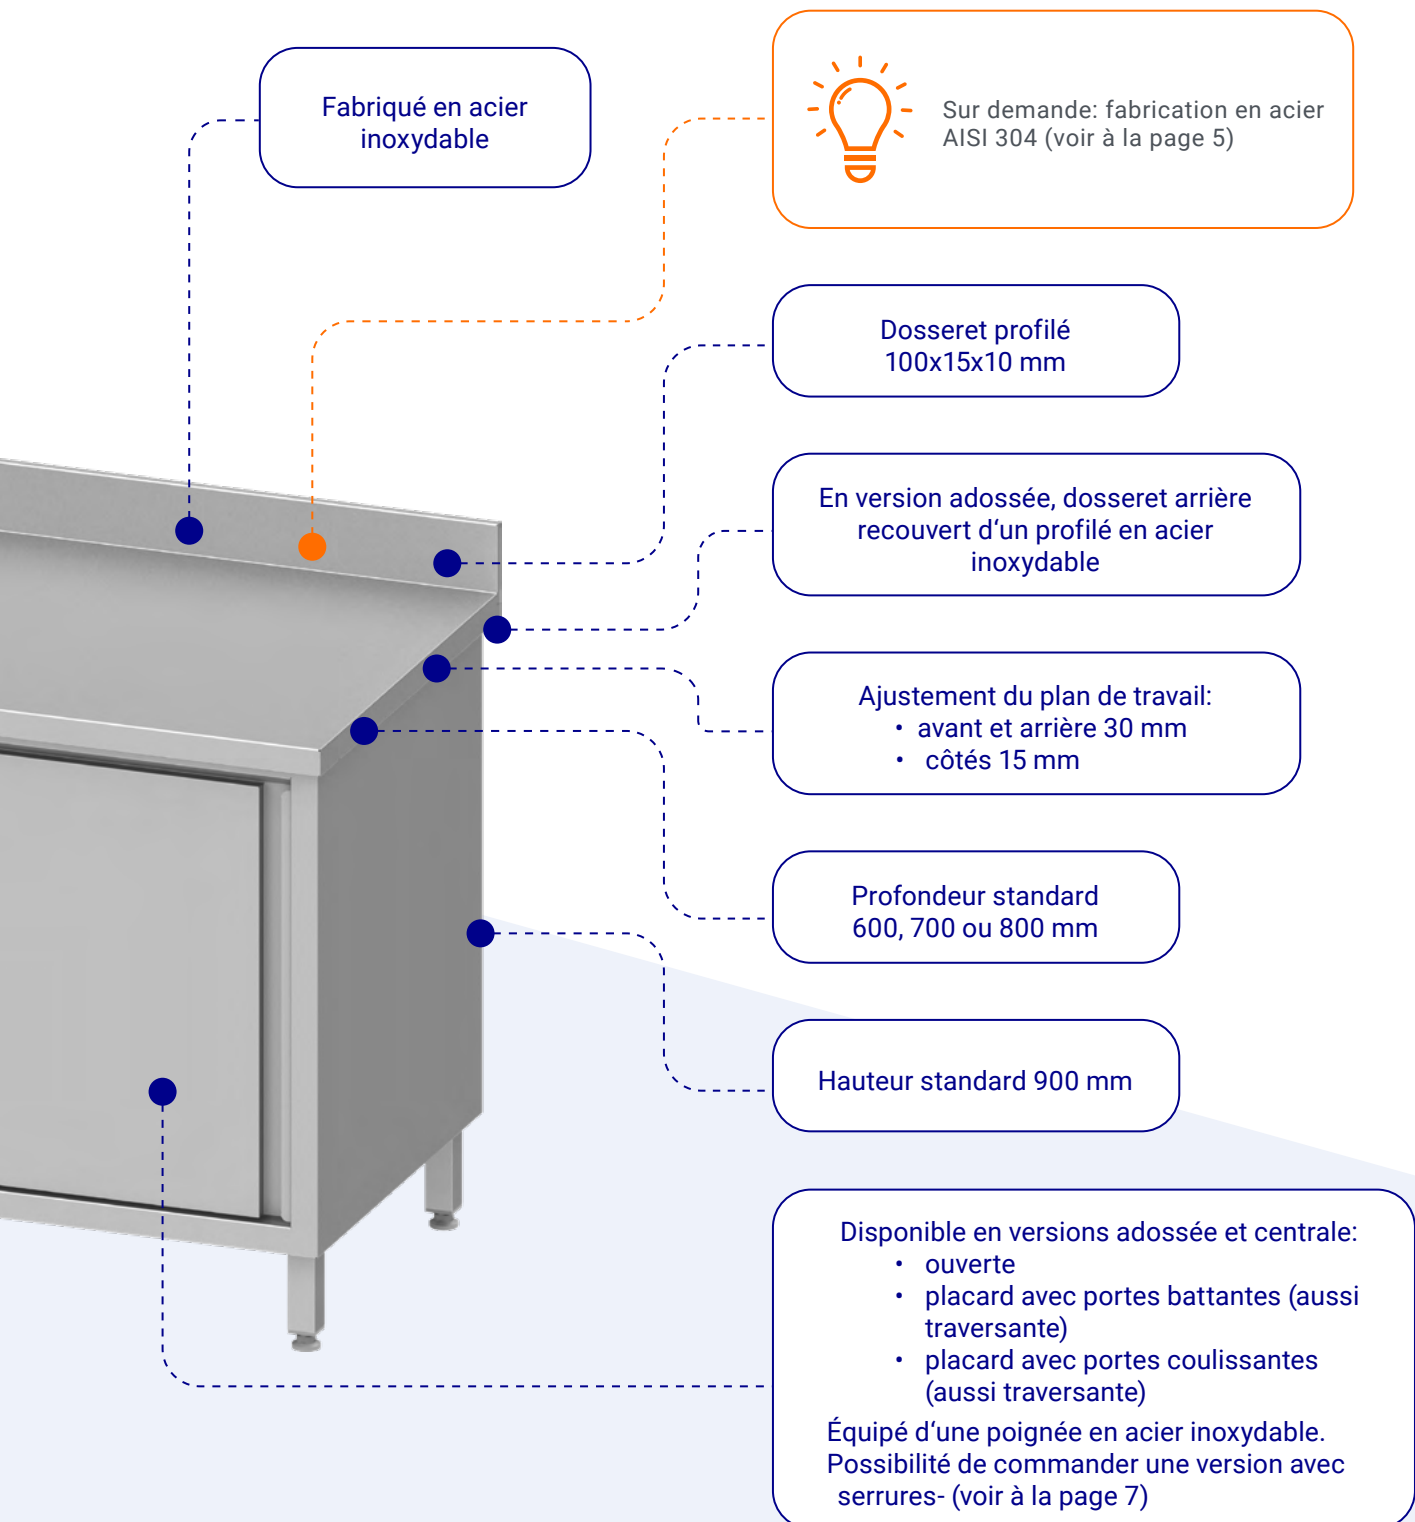 Fabriqué en acier
inoxydable
Sur demande: fabrication en acier
AISI 304 (voir à la page 5)
Dosseret profilé
100x15x10 mm
En version adossée, dosseret arrière
recouvert d‘un profilé en acier
inoxydable
Ajustement du plan de travail:
• avant et arrière 30 mm
• côtés 15 mm
Profondeur standard
600, 700 ou 800 mm
Hauteur standard 900 mm
Disponible en versions adossée et centrale:
• ouverte
• placard avec portes battantes (aussi
traversante)
• placard avec portes coulissantes
(aussi traversante)
Équipé d‘une poignée en acier inoxydable.
Possibilité de commander une version avec
serrures- (voir à la page 7)